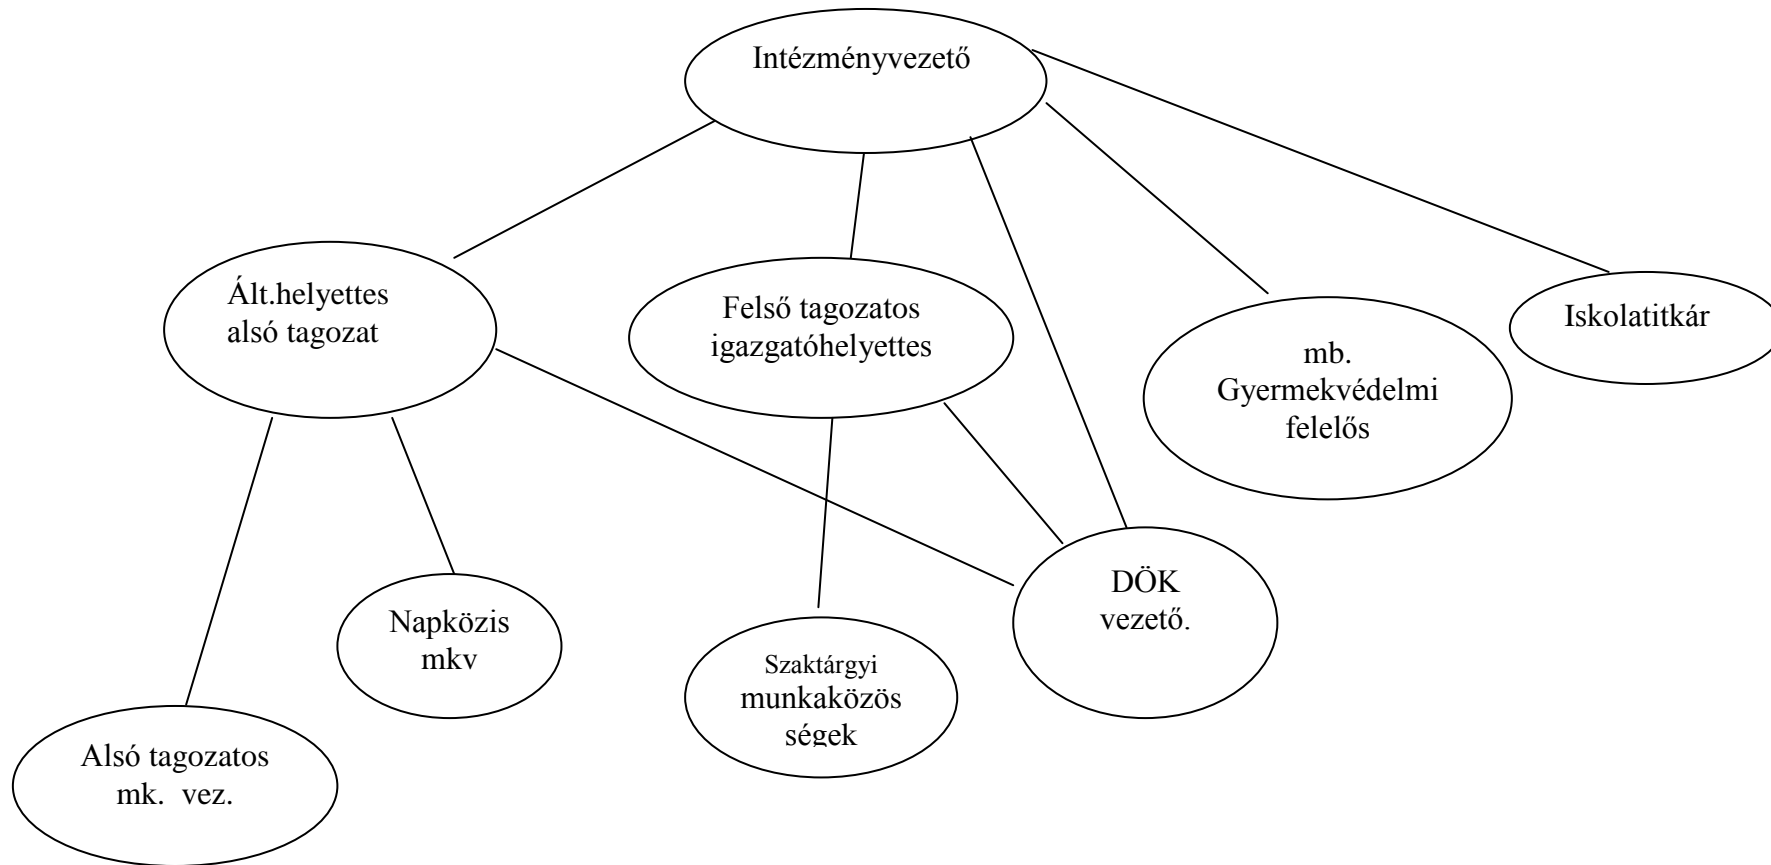 Intézményvezető
Ált.helyettes
alsó tagozat
Felső tagozatos
igazgatóhelyettes
Iskolatitkár
mb.
Gyermekvédelmi
felelős
DÖK
vezető.
Napközis
mkv
Szaktárgyi
munkaközös
ségek
Alsó tagozatos
mk. vez.